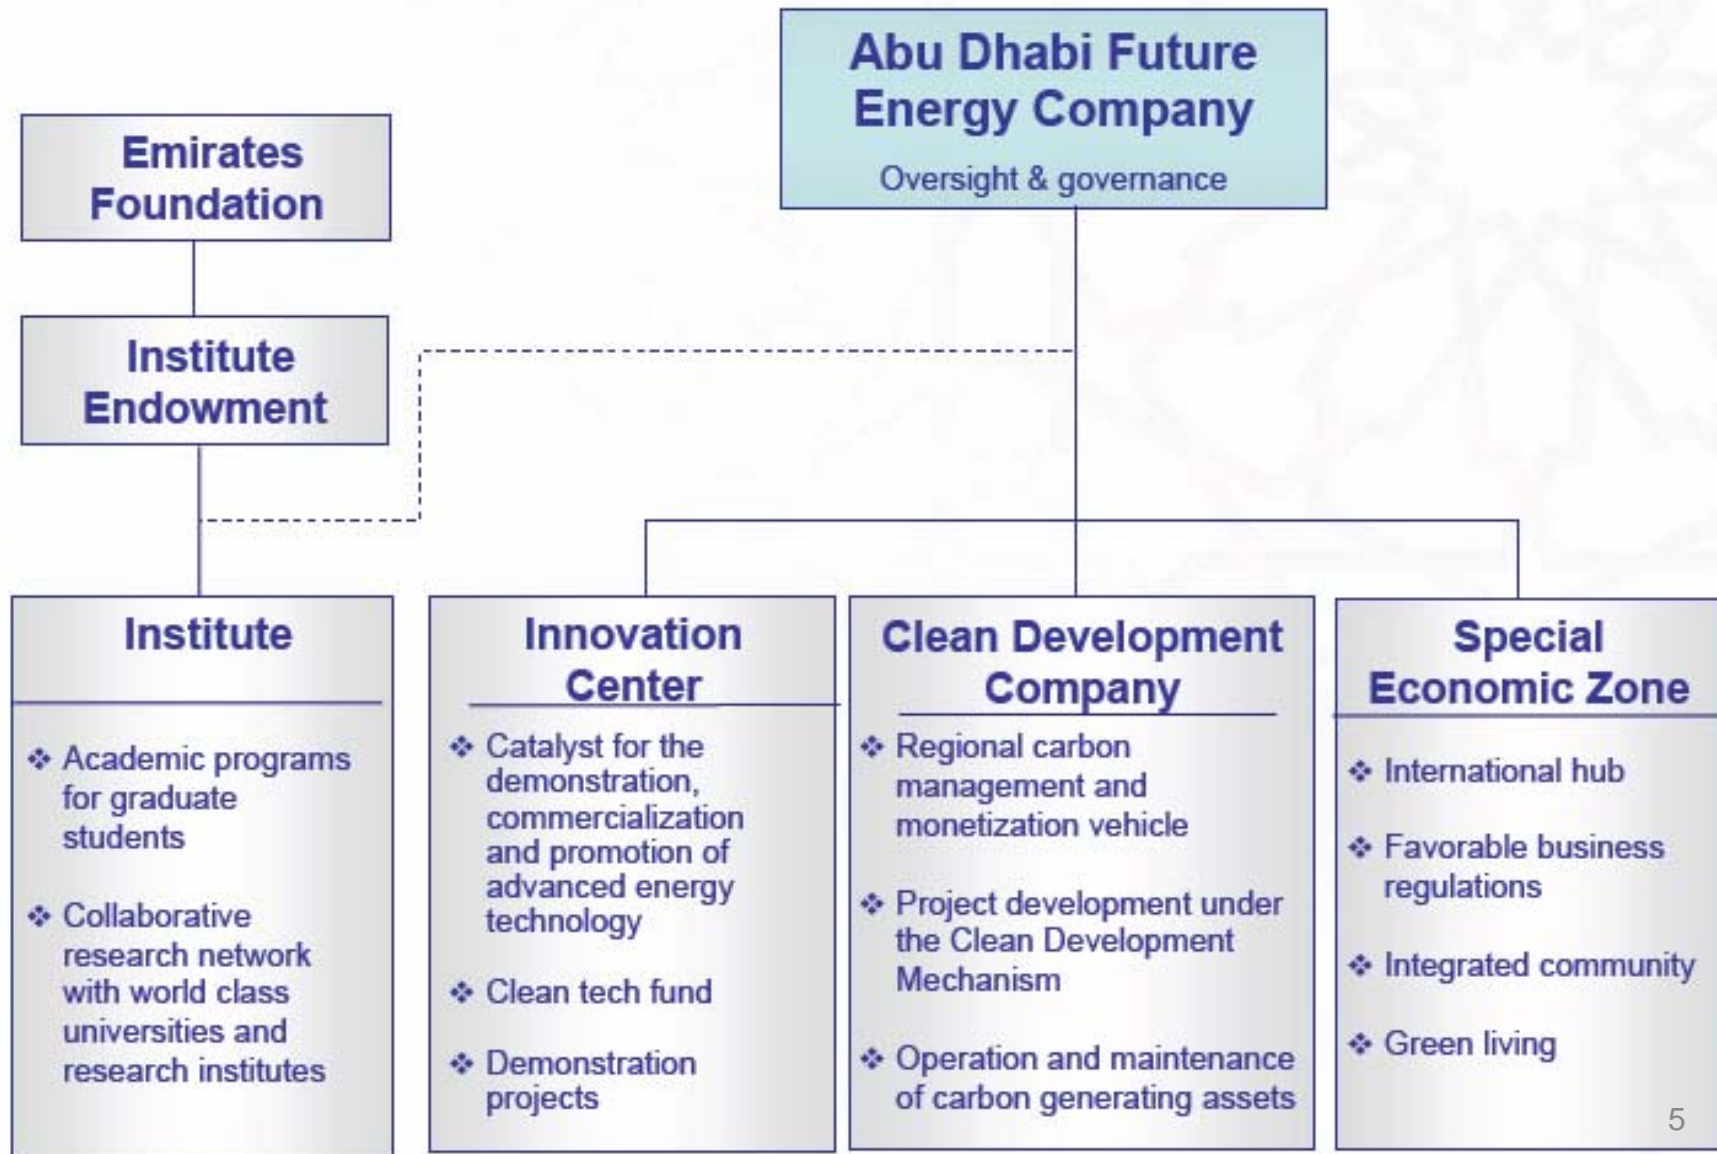 Abu Dhabi Future
Energy Company
Oversight & governance
Emirates
Foundation
Institute
Endowment
Institute
❖ Academic programs
for graduate
students
❖ Collaborative
research network
with world class
universities and
research institutes
Innovation
Center
❖ Catalyst for the
demonstration,
commercialization
and promotion of
advanced energy
technology
❖ Clean tech fund
❖ Demonstration
projects
Clean Development
Company
❖ Regional carbon
management and
monetization vehicle
❖ Project development under
the Clean Development
Mechanism
❖ Operation and maintenance
of carbon generating assets
Special
Economic Zone
❖ International hub
❖ Favorable business
regulations
❖ Integrated community
❖ Green living
5